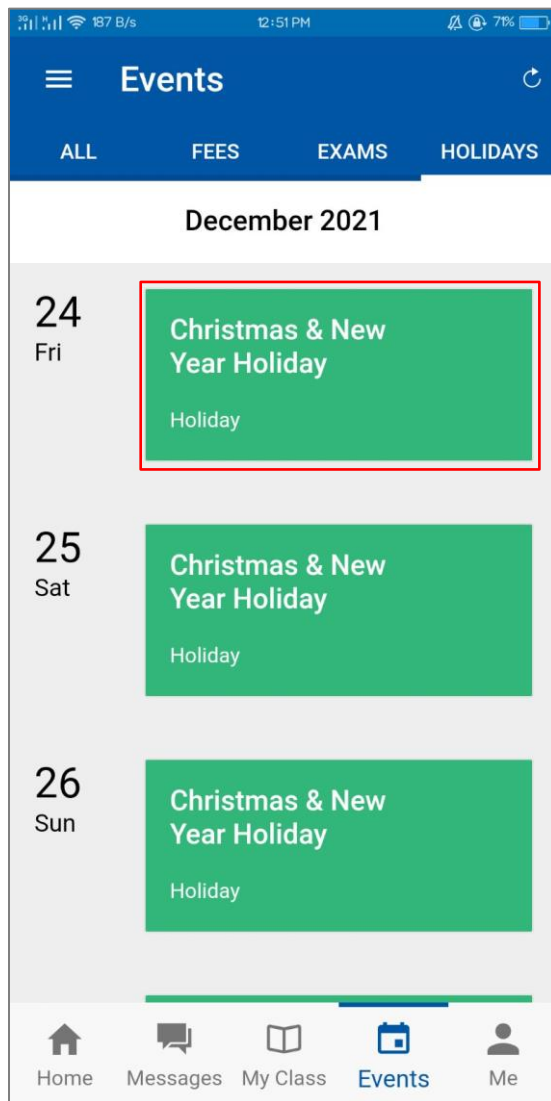 3G 187 B/s 12:51 PM 71%
Events
ALL FEES EXAMS HOLIDAYS
December 2021
24
Fri
Christmas & New
Year Holiday
Holiday
25
Sat
Christmas & New
Year Holiday
Holiday
26
Sun
Christmas & New
Year Holiday
Holiday
Home Messages My Class Events Me